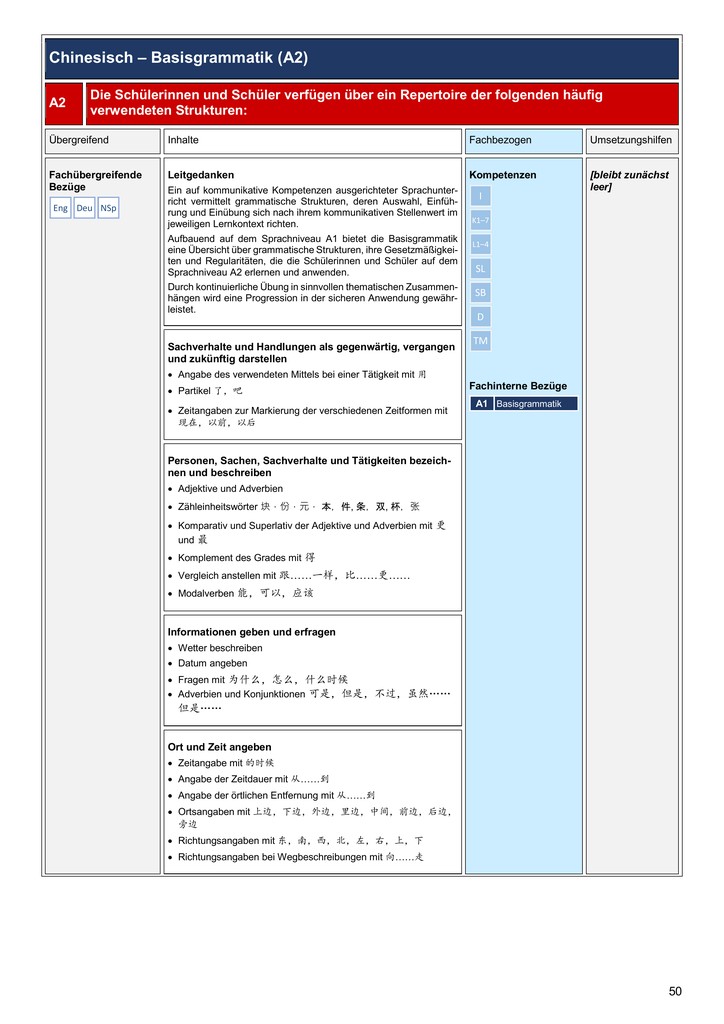 Chinesisch – Basisgrammatik (A2)
A2
Die Schülerinnen und Schüler verfügen über ein Repertoire der folgenden häufig
verwendeten Strukturen:
Übergreifend
Inhalte
Fachbezogen
Umsetzungshilfen
Fachübergreifende
Bezüge
Eng Deu NSp
Leitgedanken
Ein auf kommunikative Kompetenzen ausgerichteter Sprachunter-
richt vermittelt grammatische Strukturen, deren Auswahl, Einfüh-
rung und Einübung sich nach ihrem kommunikativen Stellenwert im
jeweiligen Lernkontext richten.
Aufbauend auf dem Sprachniveau A1 bietet die Basisgrammatik
eine Übersicht über grammatische Strukturen, ihre Gesetzmäßigkei-
ten und Regularitäten, die die Schülerinnen und Schüler auf dem
Sprachniveau A2 erlernen und anwenden.
Durch kontinuierliche Übung in sinnvollen thematischen Zusammen-
hängen wird eine Progression in der sicheren Anwendung gewähr-
leistet.
Sachverhalte und Handlungen als gegenwärtig, vergangen
und zukünftig darstellen
• Angabe des verwendeten Mittels bei einer Tätigkeit mit 用
• Partikel 了，吧
• Zeitangaben zur Markierung der verschiedenen Zeitformen mit
现在，以前，以后
Personen, Sachen, Sachverhalte und Tätigkeiten bezeich-
nen und beschreiben
• Adjektive und Adverbien
• Zähleinheitswörter 块 · 份 · 元 · 本，件, 条，双, 杯，张
• Komparativ und Superlativ der Adjektive und Adverbien mit 更
und 最
• Komplement des Grades mit 得
• Vergleich anstellen mit 跟……一样，比……更……
• Modalverben 能，可以，应该
Informationen geben und erfragen
• Wetter beschreiben
• Datum angeben
• Fragen mit 为什么，怎么，什么时候
• Adverbien und Konjunktionen 可是，但是，不过，虽然……
但是……
Ort und Zeit angeben
• Zeitangabe mit 的时候
• Angabe der Zeitdauer mit 从……到
• Angabe der örtlichen Entfernung mit 从……到
• Ortsangaben mit 上边，下边，外边，里边，中间，前边，后边，
旁边
• Richtungsangaben mit 东，南，西，北，左，右，上，下
• Richtungsangaben bei Wegbeschreibungen mit 向……走
Kompetenzen
I
K1–7
L1–4
SL
SB
D
TM
Fachinterne Bezüge
A1 Basisgrammatik
[bleibt zunächst
leer]
50